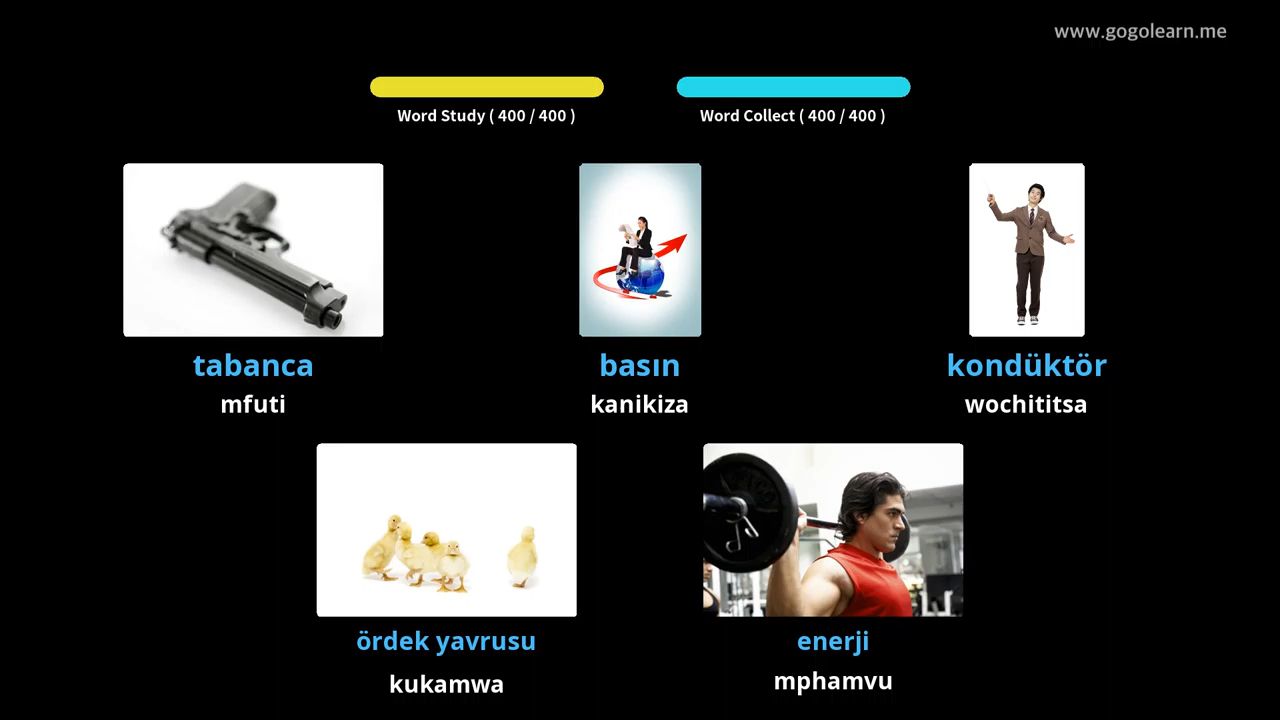 www.gogolearn.me
Word Study ( 400 / 400 )
Word Collect ( 400 / 400 )
tabanca
mfuti
basın
kanikiza
kondüktör
wochititsa
ördek yavrusu
kukamwa
enerji
mphamvu